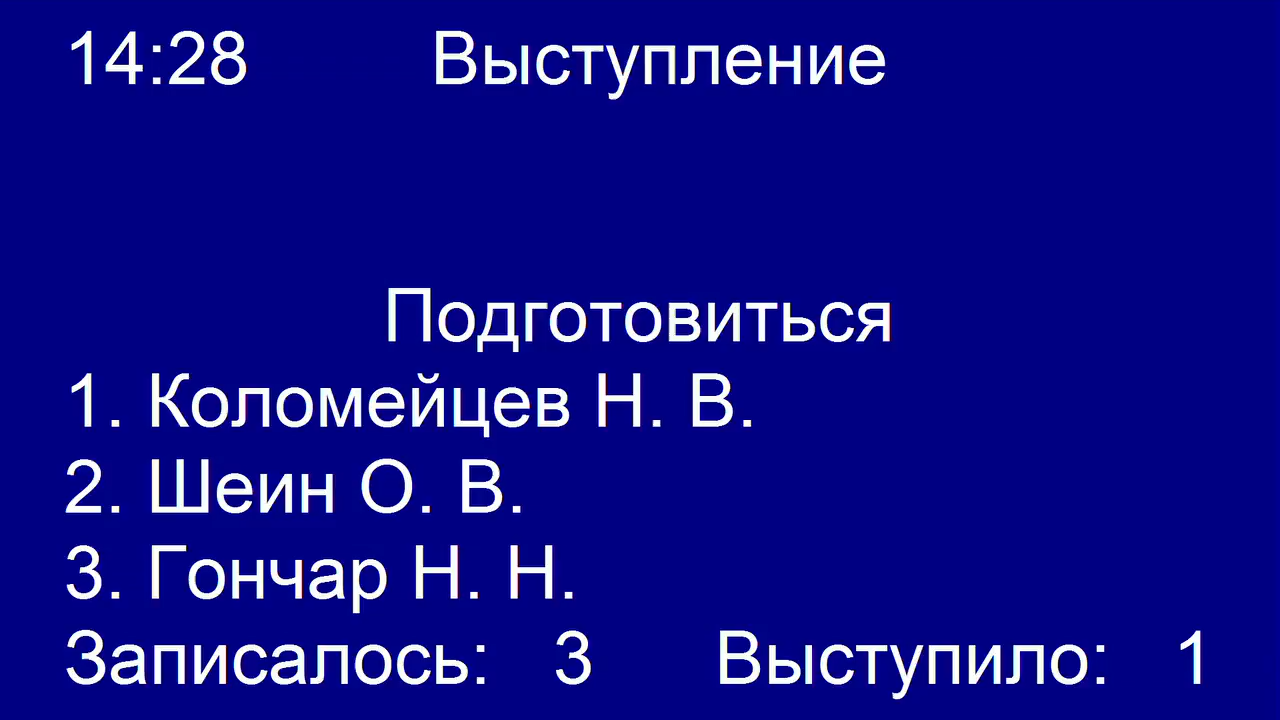 14:28 Выступление
Подготовиться
1. Коломейцев Н. В.
2. Шеин О. В.
3. Гончар Н. Н.
Записалось: 3 Выступило: 1